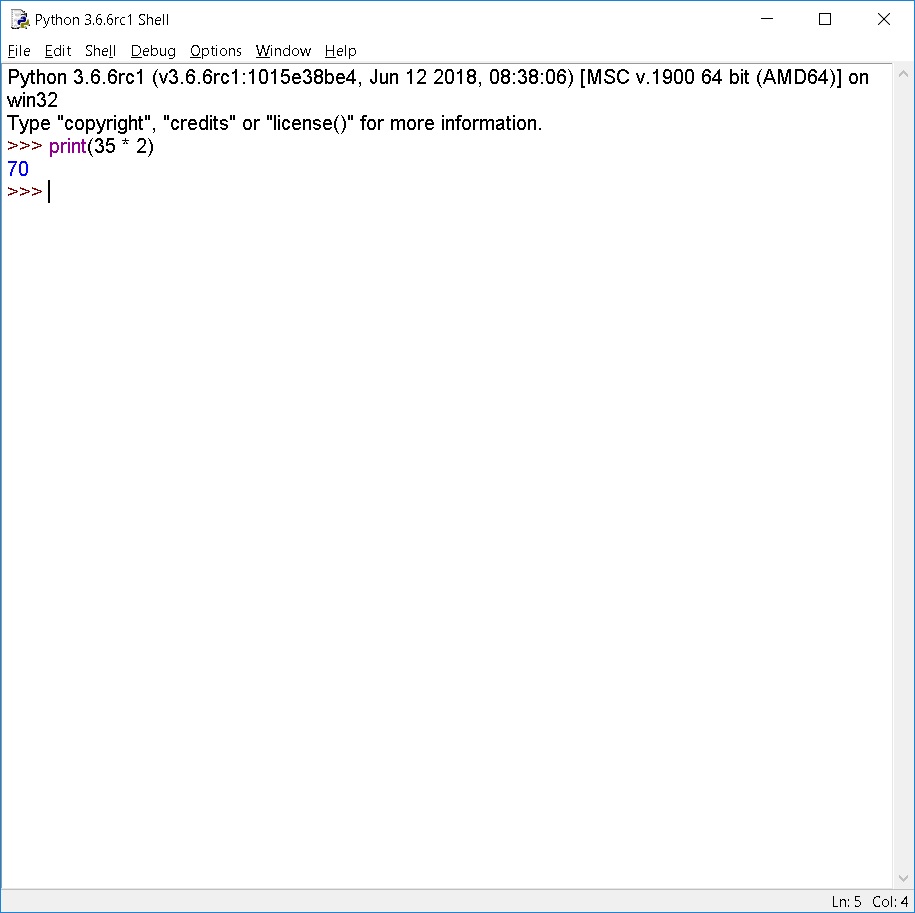 Python 3.6.6rc1 Shell
File Edit Shell Debug Options Window Help
Python 3.6.6rc1 (v3.6.6rc1:1015e38be4, Jun 12 2018, 08:38:06) [MSC v.1900 64 bit (AMD64)] on
win32
Type "copyright", "credits" or "license()" for more information.
>>> print(35 * 2)
70
>>>
Ln: 5 Col: 4